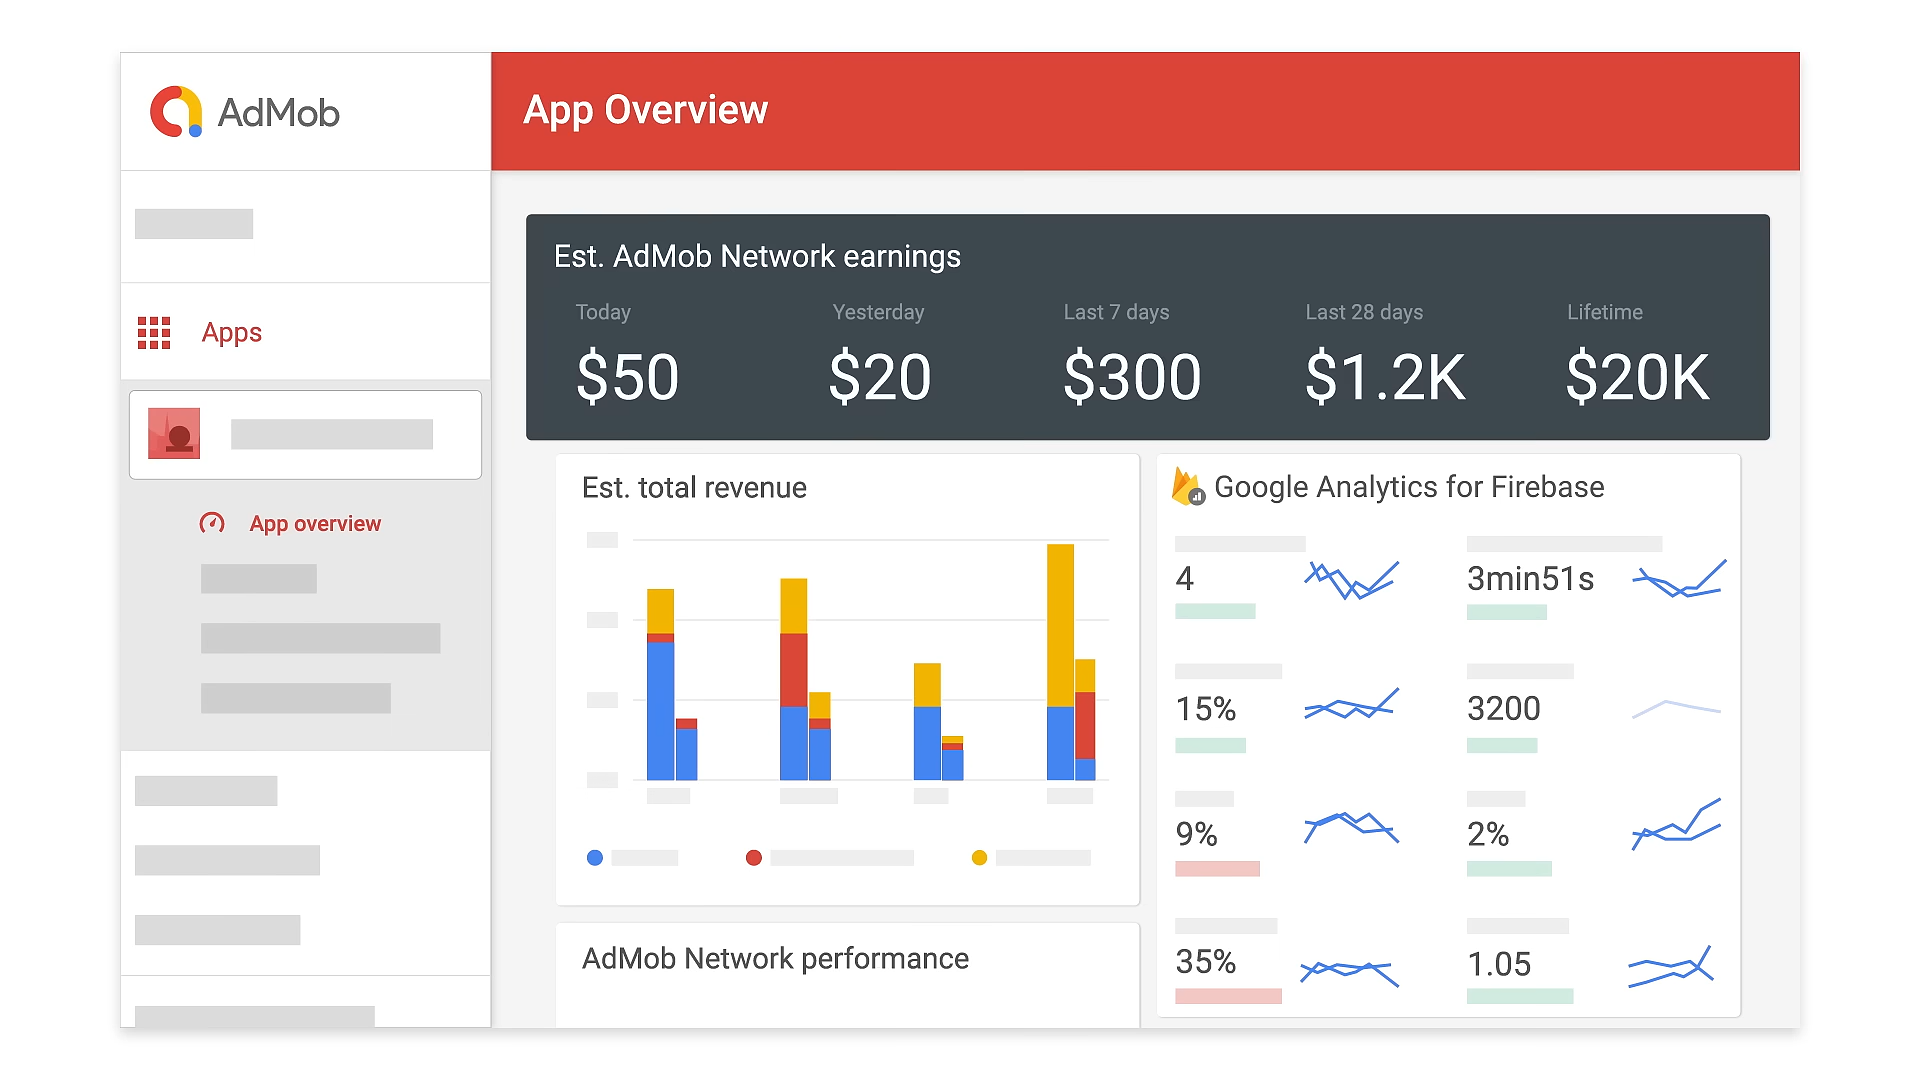 AdMob
App Overview
Apps
App overview
Est. AdMob Network earnings
Today
Yesterday
Last 7 days
Last 28 days
Lifetime
$50
$20
$300
$1.2K
$20K
Est. total revenue
Google Analytics for Firebase
4
3min51s
15%
3200
9%
2%
35%
1.05
AdMob Network performance